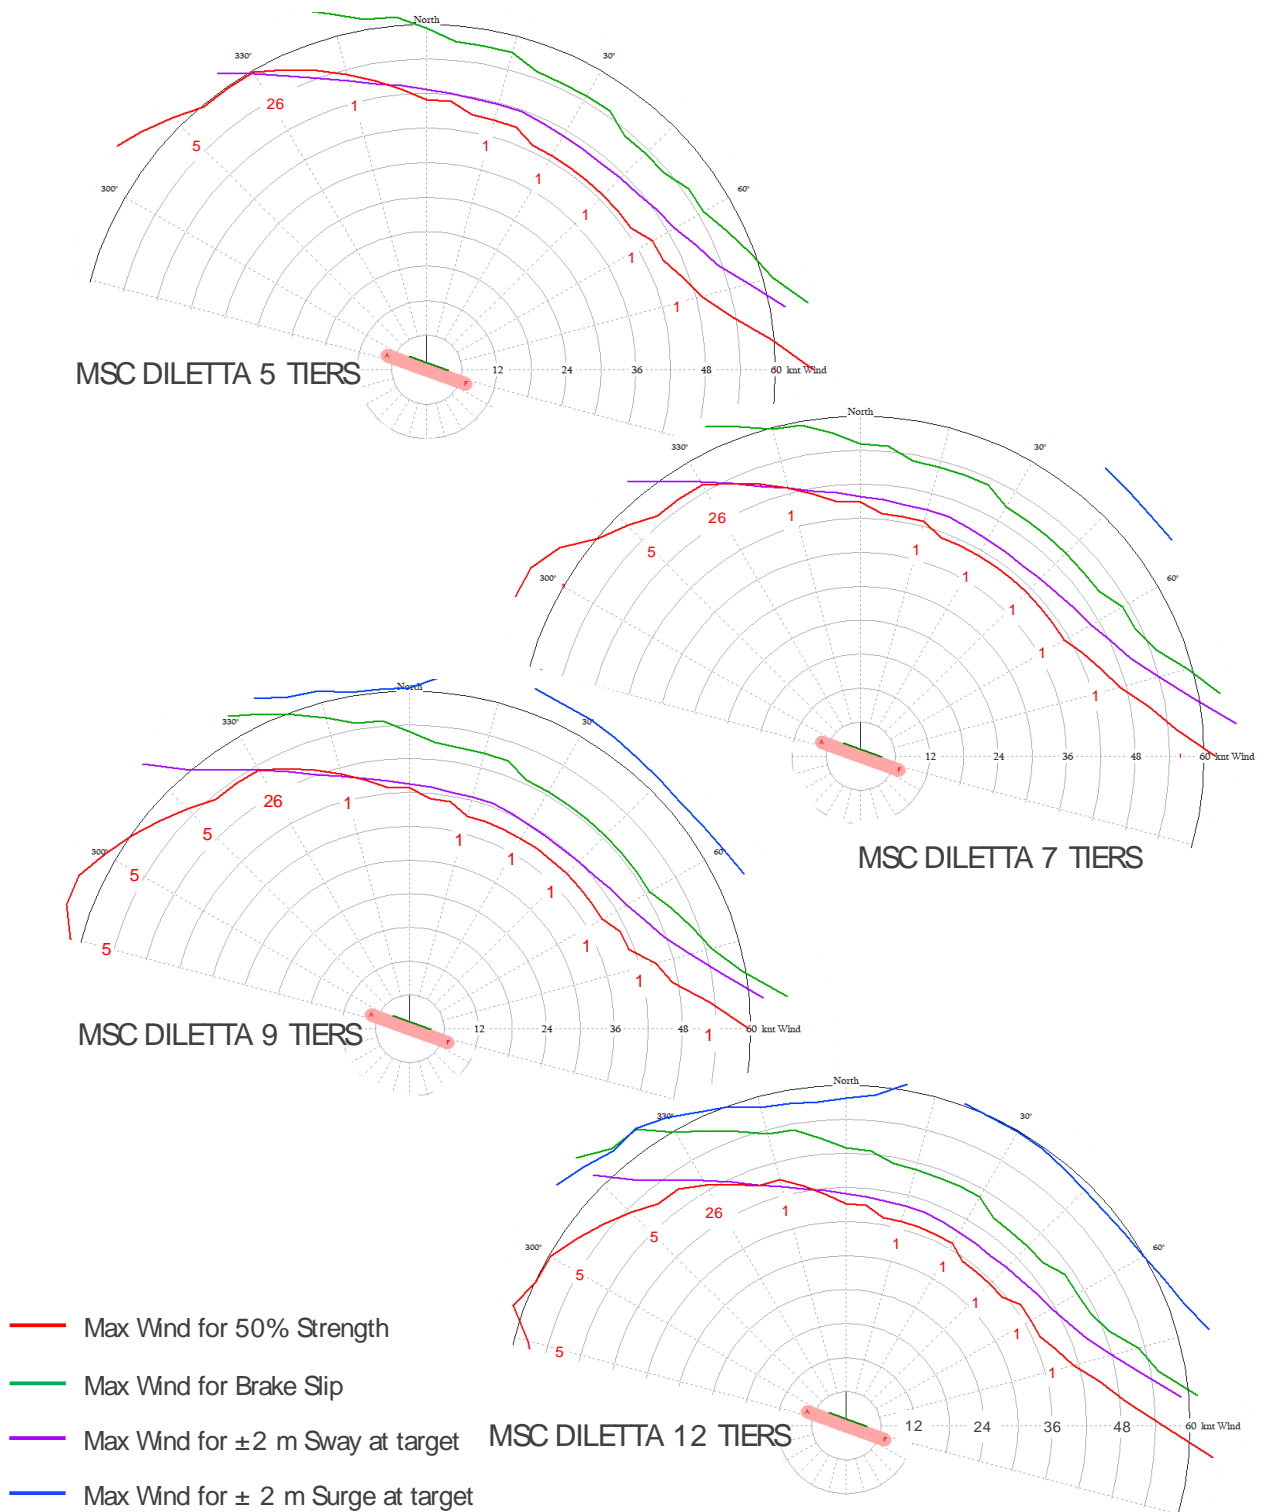 North
330°
30°
26
1
5
1
1
300°
60°
1
1
1
A
MSC DILETTA 5 TIERS
F
12
24
36
48
60 knt Wind
North
330°
30°
26
1
1
5
1
300°
60°
1
1
1
A
F
12
24
36
48
1
60 knt Wind
MSC DILETTA 7 TIERS
North
330°
30°
26
1
5
1
300°
60°
1
5
1
1
5
1
A
MSC DILETTA 9 TIERS
F
12
24
36
48
1
60 knt Wind
North
330°
30°
26
1
5
1
300°
60°
1
5
1
1
5
1
A
MSC DILETTA 12 TIERS
F
12
24
36
48
60 knt Wind
Max Wind for 50% Strength
Max Wind for Brake Slip
Max Wind for ±2 m Sway at target
Max Wind for ± 2 m Surge at target